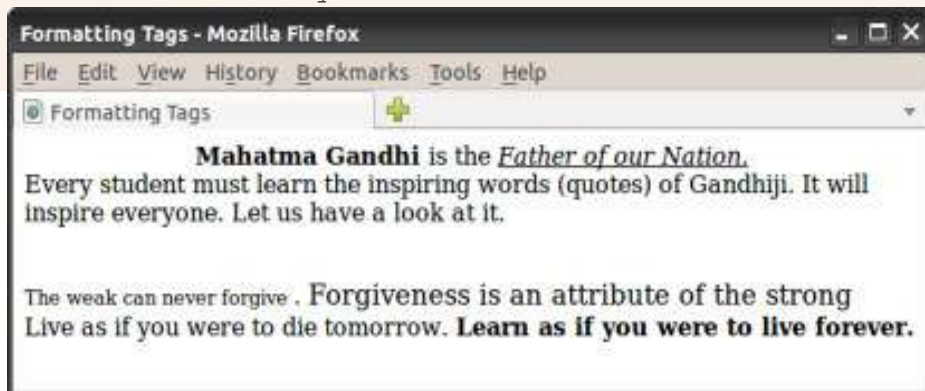 Formatting Tags - Mozilla Firefox
File Edit View History Bookmarks Tools Help
Formatting Tags
Mahatma Gandhi is the Father of our Nation.
Every student must learn the inspiring words (quotes) of Gandhiji. It will
inspire everyone. Let us have a look at it.
The weak can never forgive . Forgiveness is an attribute of the strong
Live as if you were to die tomorrow. Learn as if you were to live forever.